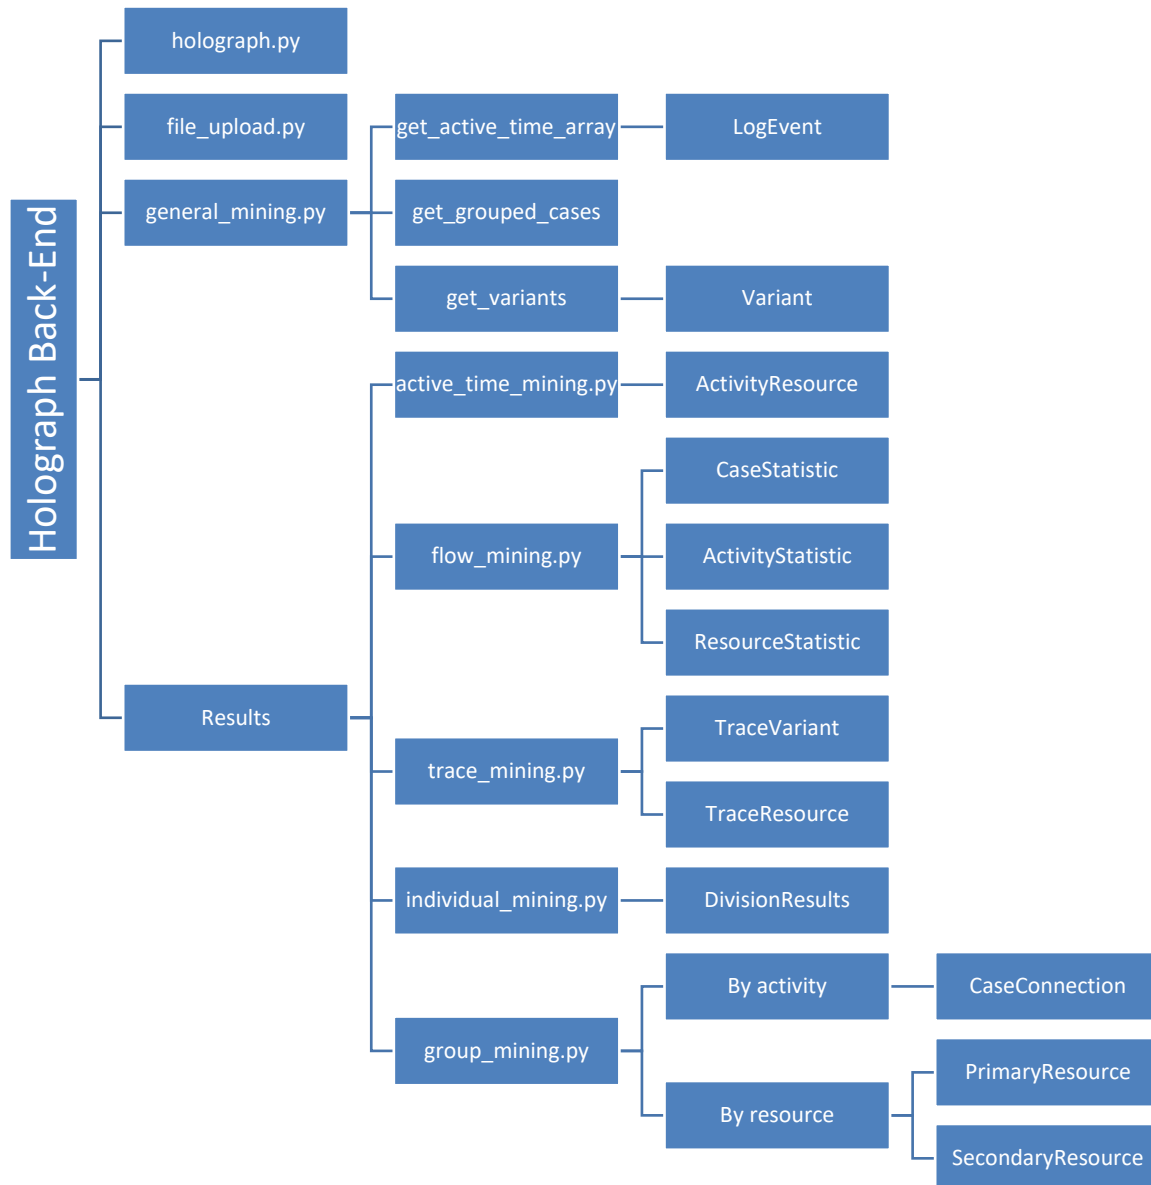 Holograph Back-End
holograph.py
file_upload.py
general_mining.py
get_active_time_array
LogEvent
get_grouped_cases
get_variants
Variant
Results
active_time_mining.py
ActivityResource
flow_mining.py
CaseStatistic
ActivityStatistic
ResourceStatistic
trace_mining.py
TraceVariant
TraceResource
individual_mining.py
DivisionResults
group_mining.py
By activity
CaseConnection
By resource
PrimaryResource
SecondaryResource